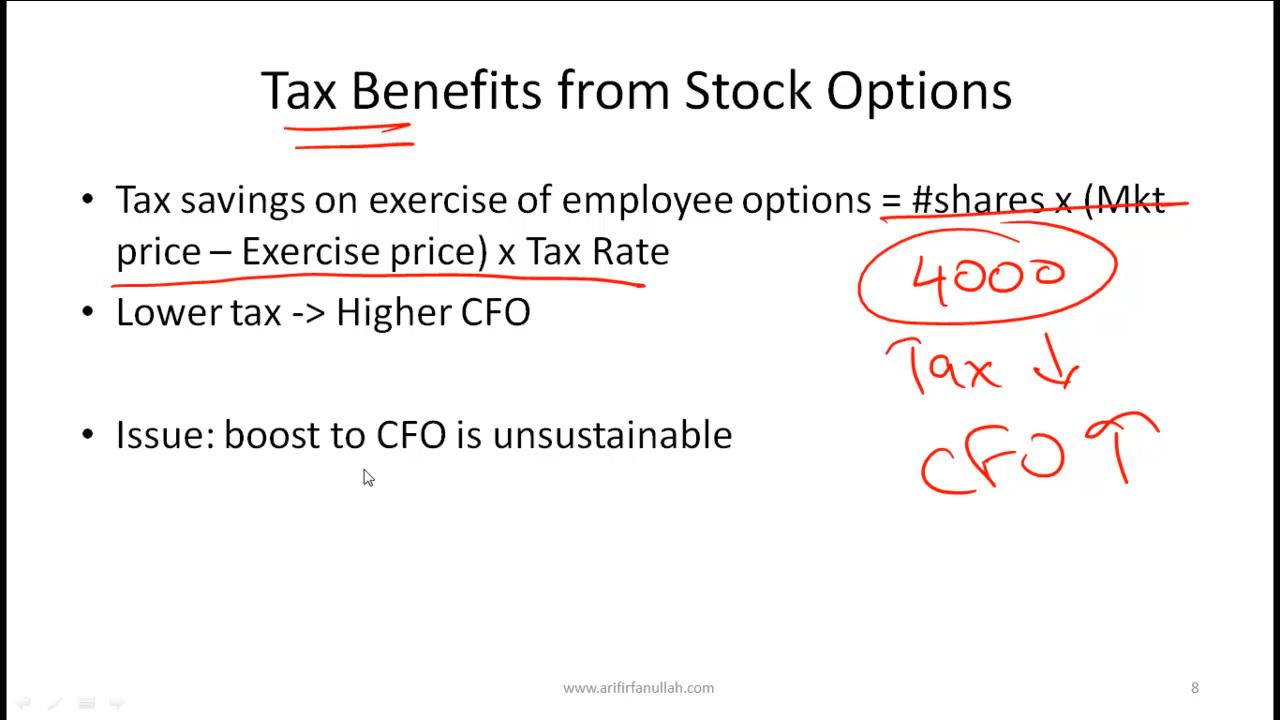 Tax Benefits from Stock Options
• Tax savings on exercise of employee options = #shares x (Mkt
price – Exercise price) x Tax Rate
4000
• Lower tax -> Higher CFO
Tax ↓
• Issue: boost to CFO is unsustainable
CFO ↑
www.arifirfanullah.com
8